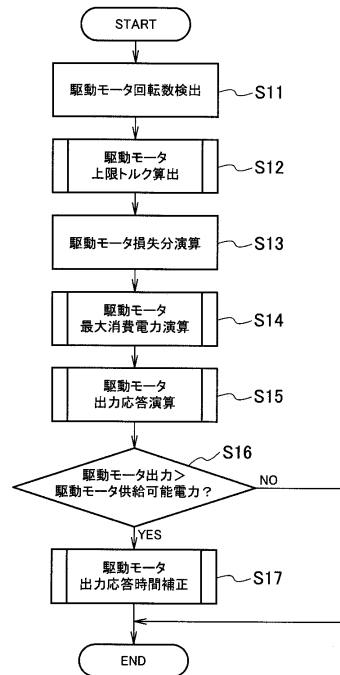 START
駆動モータ回転数検出
S11
駆動モータ
上限トルク算出
S12
駆動モータ損失分演算
S13
駆動モータ
最大消費電力演算
S14
駆動モータ
出力応答演算
S15
S16
駆動モータ出力＞
駆動モータ供給可能電力？
NO
YES
駆動モータ
出力応答時間補正
S17
END